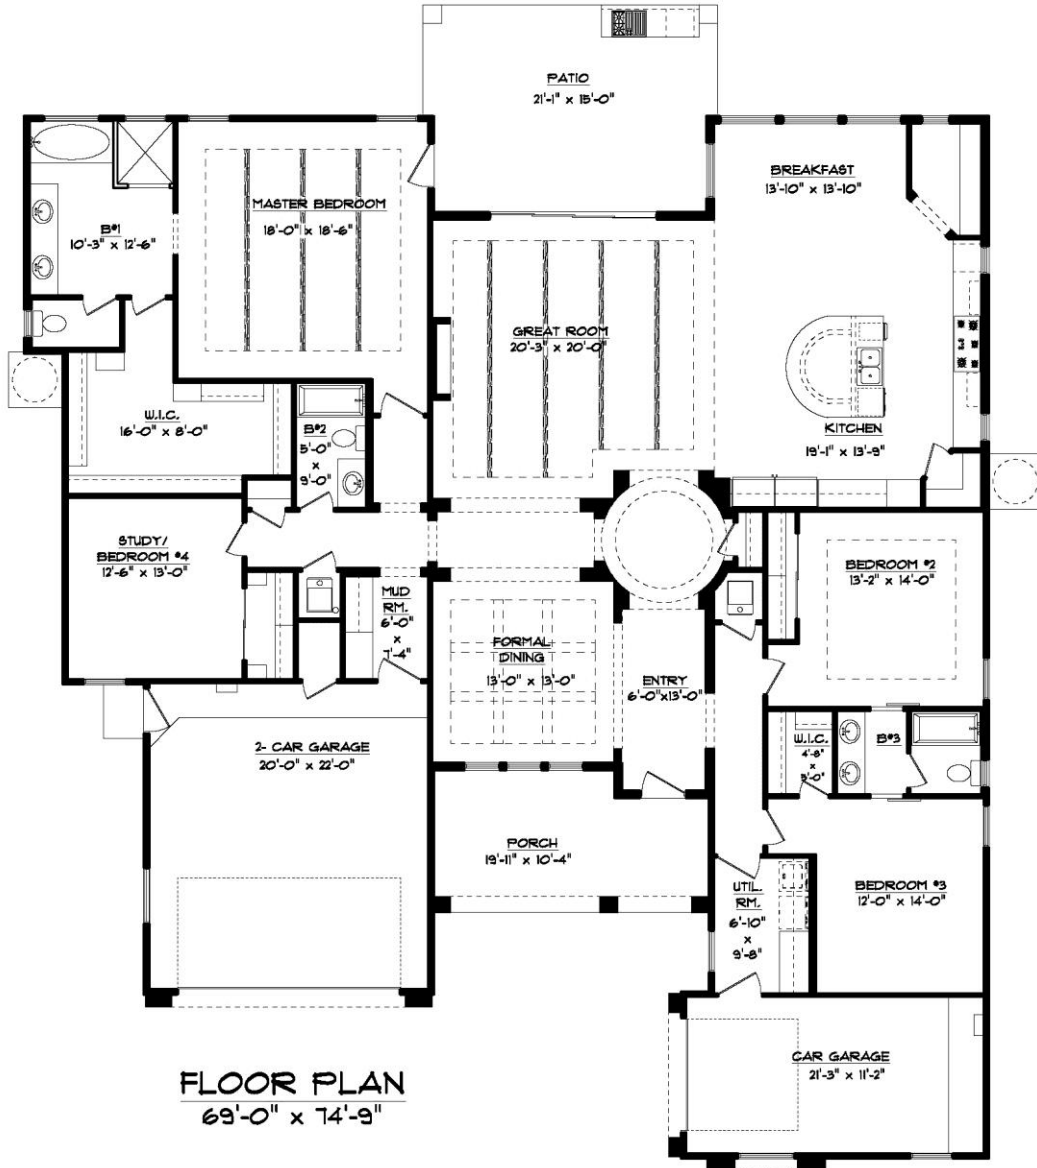 PATIO
21'-1" x 15'-0"
BREAKFAST
13'-10" x 13'-10"
MASTER BEDROOM
18'-0" x 18'-6"
B#1
10'-3" x 12'-6"
GREAT ROOM
20'-3" x 20'-0"
KITCHEN
19'-1" x 13'-9"
W.I.C.
16'-0" x 8'-0"
B#2
5'-0"
x
9'-0"
STUDY/
BEDROOM #4
12'-6" x 13'-0"
MUD
RM.
6'-0"
x
7'-4"
BEDROOM #2
13'-2" x 14'-0"
FORMAL
DINING
13'-0" x 13'-0"
ENTRY
6'-0"x13'-0"
2- CAR GARAGE
20'-0" x 22'-0"
W.I.C.
4'-8"
x
5'-0"
B#3
PORCH
19'-11" x 10'-4"
UTIL.
RM.
6'-10"
x
9'-8"
BEDROOM #3
12'-0" x 14'-0"
CAR GARAGE
21'-3" x 11'-2"
FLOOR PLAN
69'-0" x 74'-9"